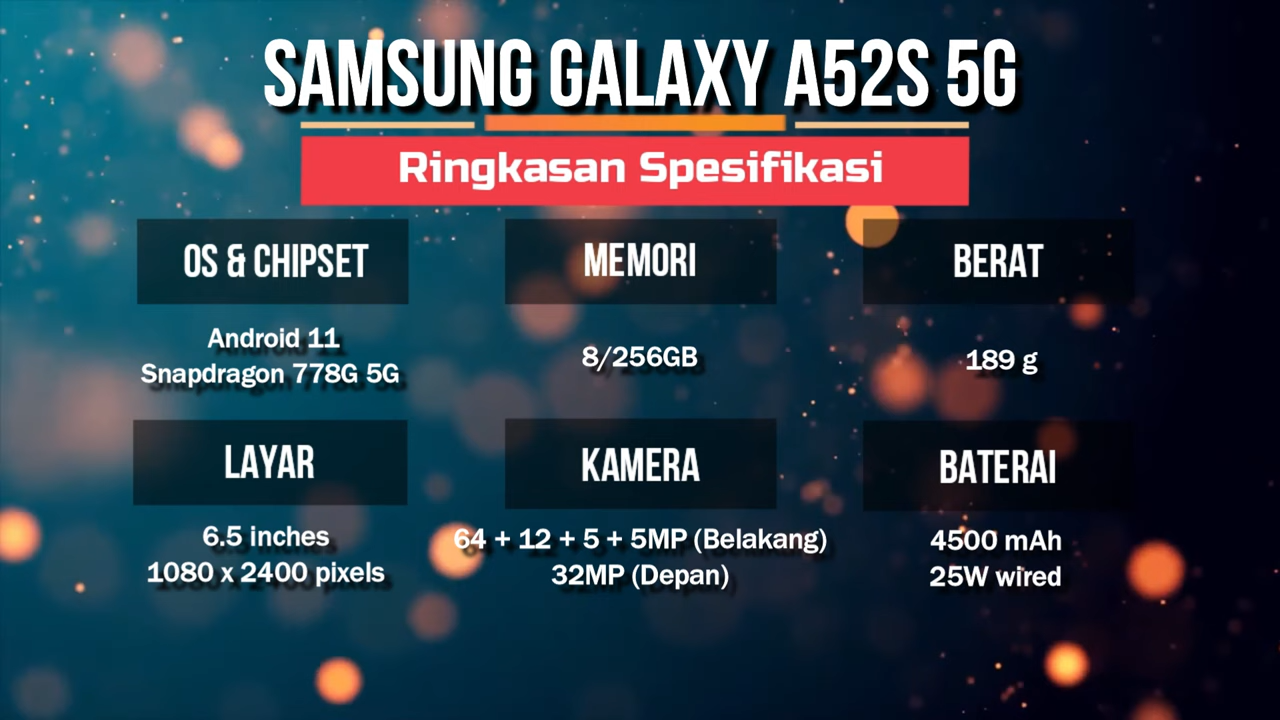 SAMSUNG GALAXY A52S 5G
Ringkasan Spesifikasi
OS & CHIPSET
Android 11
Snapdragon 778G 5G
MEMORI
8/256GB
BERAT
189 g
LAYAR
6.5 inches
1080 x 2400 pixels
KAMERA
64 + 12 + 5 + 5MP (Belakang)
32MP (Depan)
BATERAI
4500 mAh
25W wired